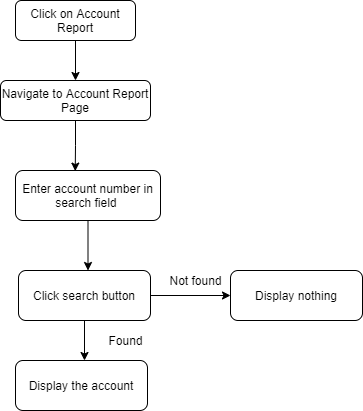 Click on Account
Report
Navigate to Account Report
Page
Enter account number in
search field
Not found
Click search button
Display nothing
Found
Display the account